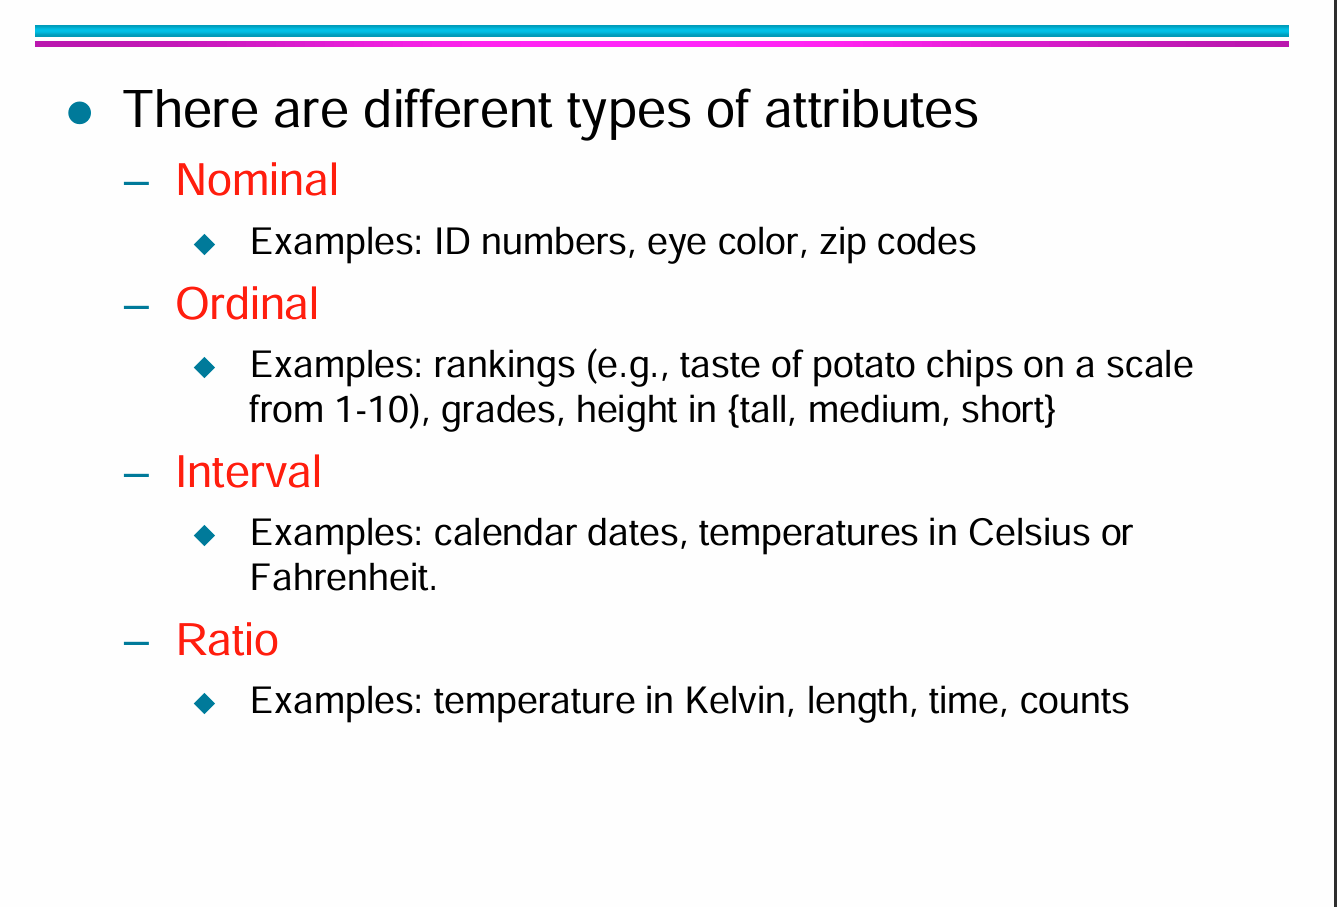 There are different types of attributes
– Nominal
Examples: ID numbers, eye color, zip codes
– Ordinal
Examples: rankings (e.g., taste of potato chips on a scale
from 1-10), grades, height in {tall, medium, short}
– Interval
Examples: calendar dates, temperatures in Celsius or
Fahrenheit.
– Ratio
Examples: temperature in Kelvin, length, time, counts